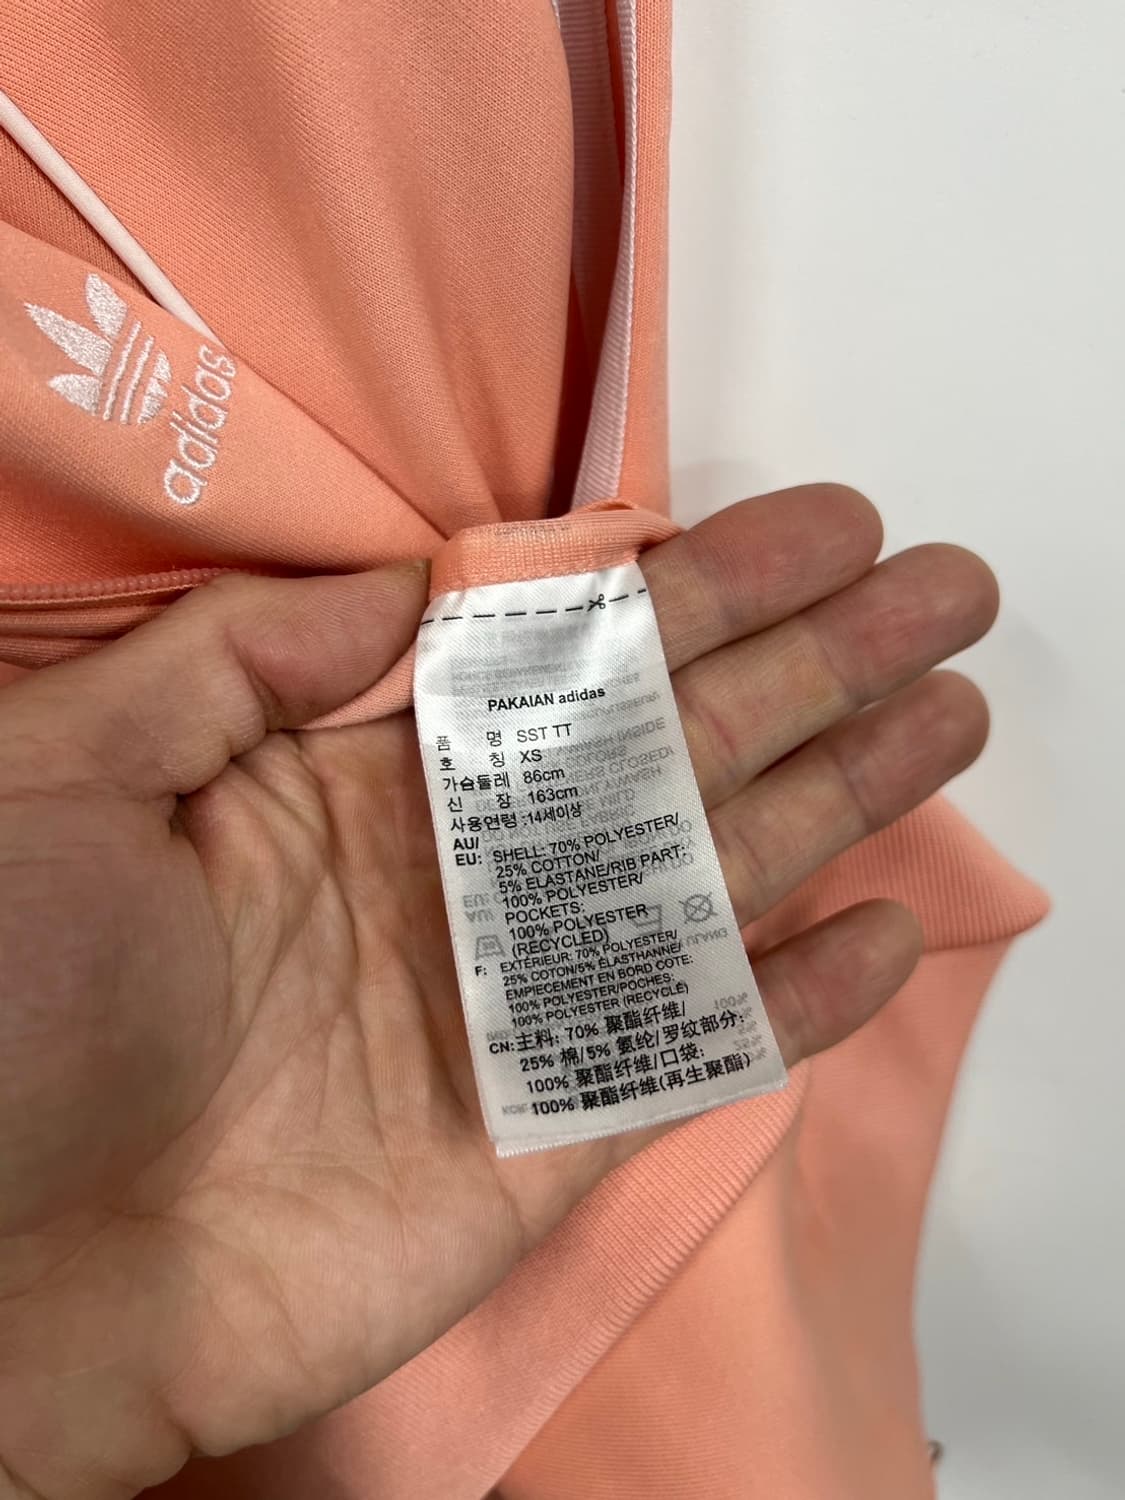 adidas
PAKAIAN adidas
품 명 SST TT
호 칭 XS
가슴둘레 86cm
신 장 163cm
사용연령 :14세이상
AU/
EU: SHELL: 70% POLYESTER/
25% COTTON/
5% ELASTANE/RIB PART:
100% POLYESTER/
POCKETS:
100% POLYESTER
(RECYCLED)
F: EXTÉRIEUR: 70% POLYESTER/
25% COTON/5% ÉLASTHANNE/
EMPIECEMENT EN BORD COTE:
100% POLYESTER/POCHES:
100% POLYESTER (RECYCLÉ)
CN:主料: 70% 聚酯纤维/
25% 棉/5% 氨纶/罗纹部分:
100% 聚酯纤维/口袋:
100% 聚酯纤维(再生聚酯)